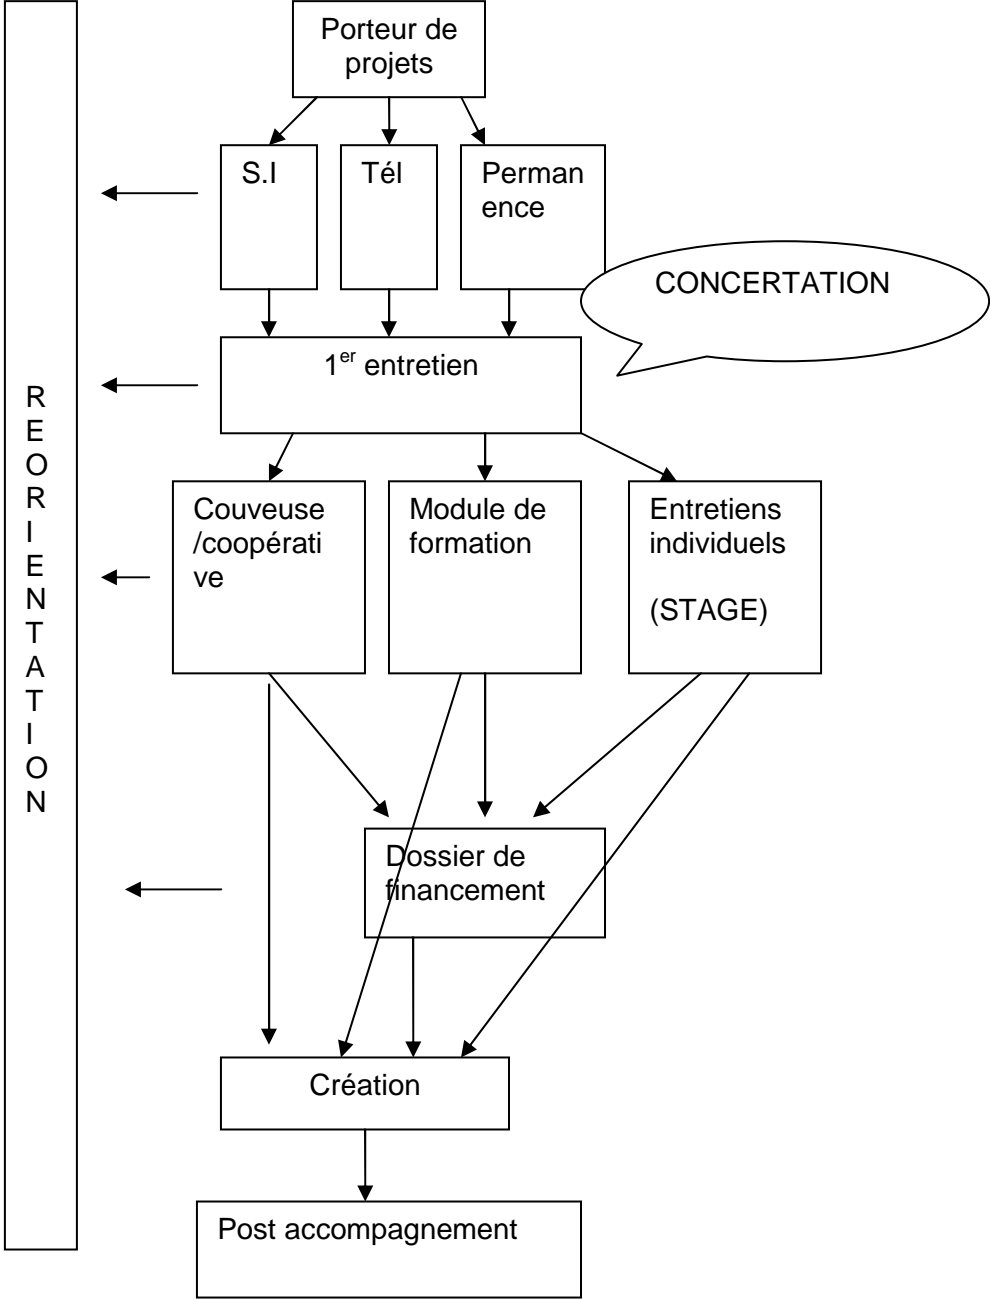 Porteur de
projets
S.I
Tél
Perman
ence
CONCERTATION
1er entretien
R
E
O
R
I
E
N
T
A
T
I
O
N
Couveuse
/coopérati
ve
Module de
formation
Entretiens
individuels
(STAGE)
Dossier de
financement
Création
Post accompagnement